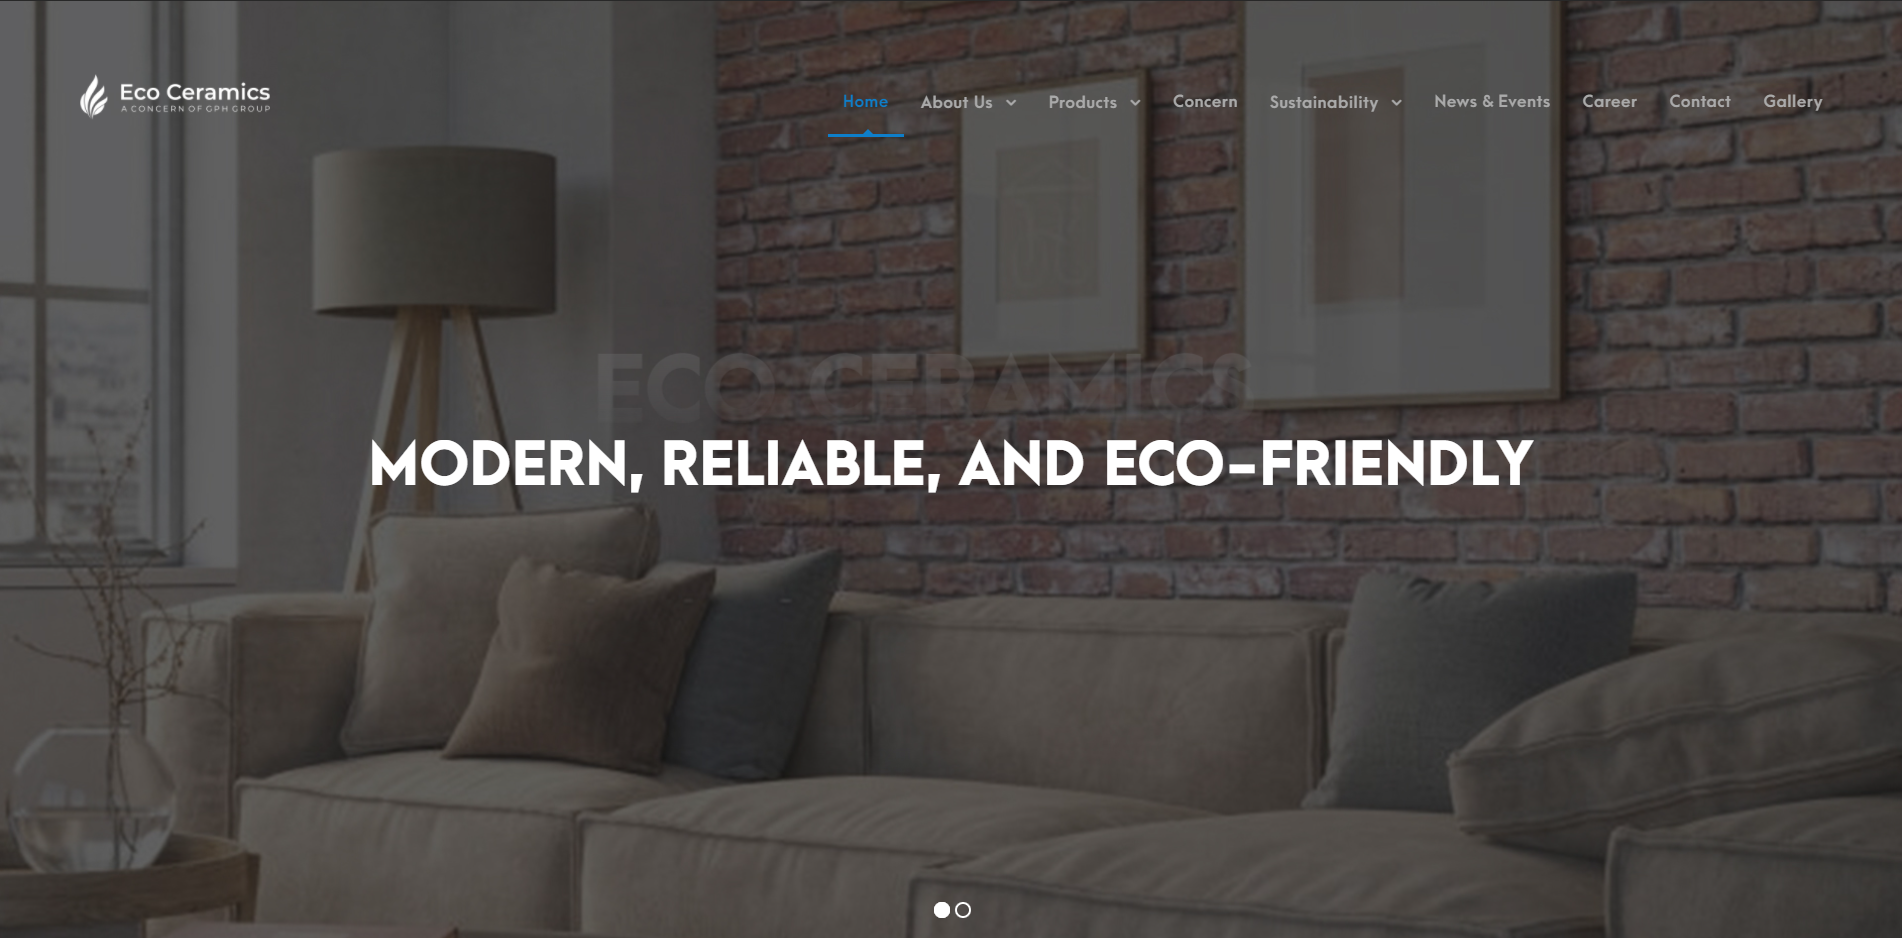 Eco Ceramics
A CONCERN OF GPH GROUP
Home About Us Products Concern Sustainability News & Events Career Contact Gallery
ECO CERAMICS
MODERN, RELIABLE, AND ECO-FRIENDLY